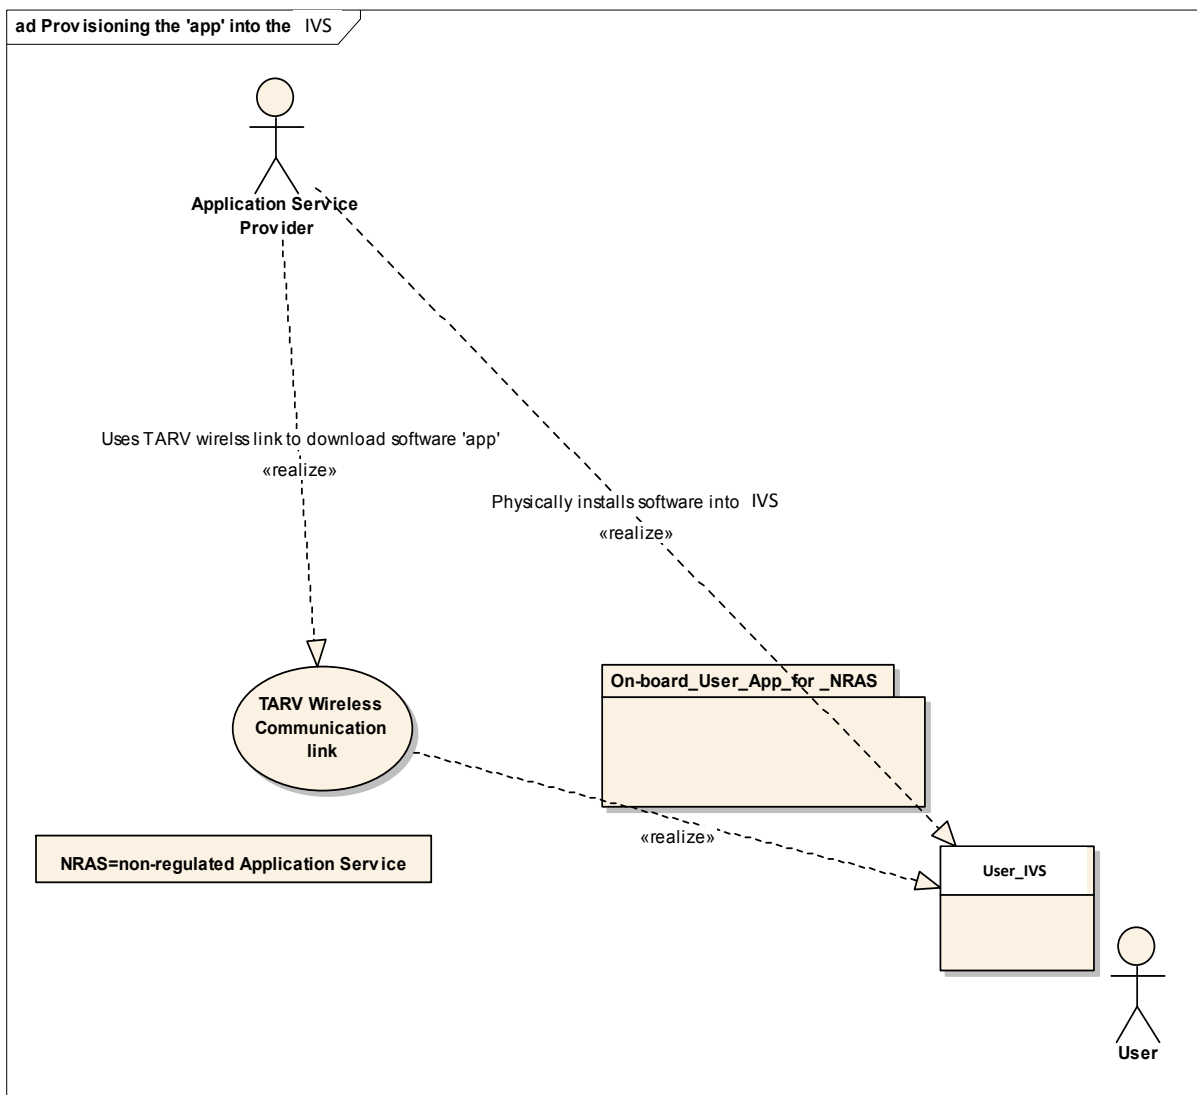 ad Provisioning the 'app' into the IVS
Application Service
Provider
Uses TARV wirelss link to download software 'app'
«realize»
Physically installs software into IVS
«realize»
On-board_User_App_for _NRAS
TARV Wireless
Communication
link
«realize»
NRAS=non-regulated Application Service
User_IVS
User